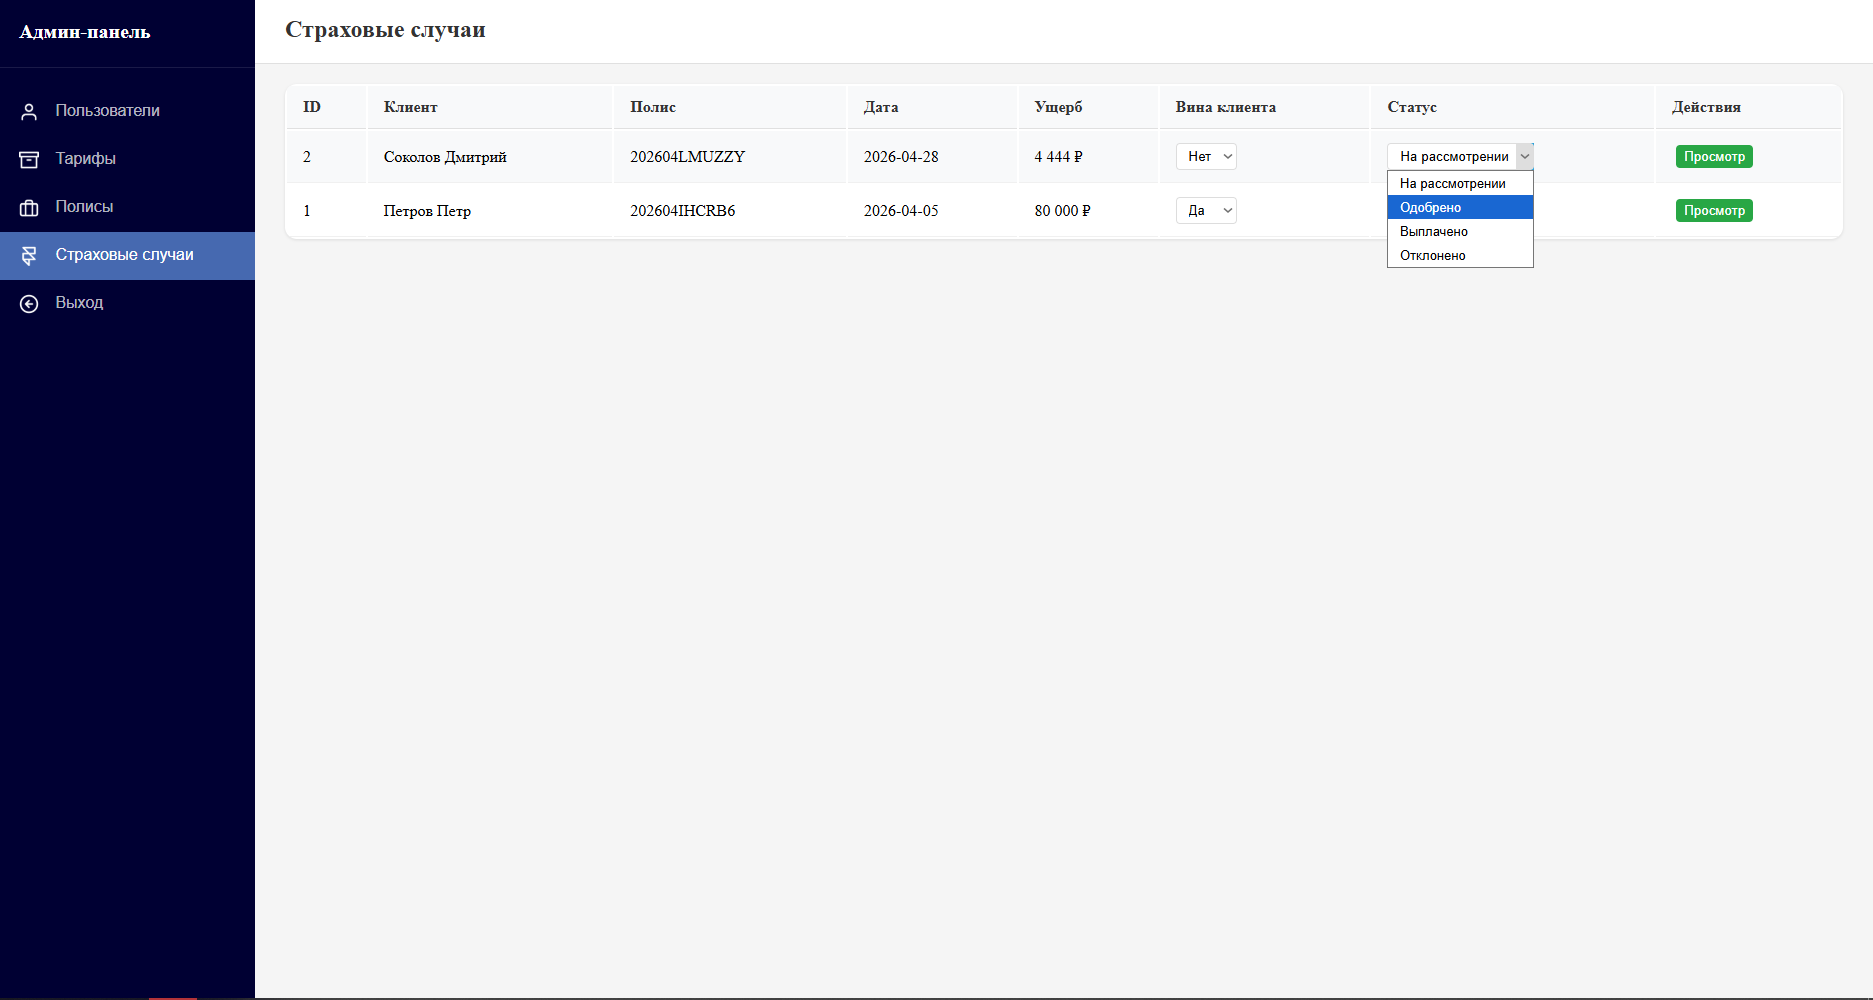 Админ-панель
Пользователи
Тарифы
Полисы
Страховые случаи
Выход
Страховые случаи
ID Клиент Полис Дата Ущерб Вина клиента Статус Действия
2 Соколов Дмитрий 202604LMUZZY 2026-04-28 4 444 ₽ Нет На рассмотрении Просмотр
1 Петров Петр 202604IHCRB6 2026-04-05 80 000 ₽ Да Просмотр
На рассмотрении
Одобрено
Выплачено
Отклонено